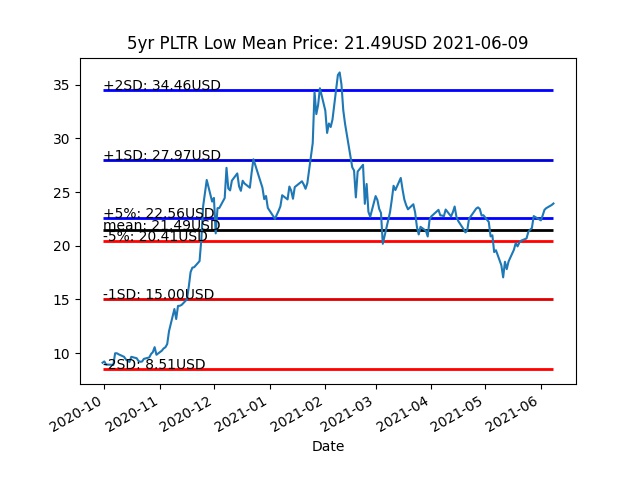 5yr PLTR Low Mean Price: 21.49USD 2021-06-09
35
+2SD: 34.46USD
30
+1SD: 27.97USD
25
+5%: 22.56USD
mean: 21.49USD
-5%: 20.41USD
20
15
-1SD: 15.00USD
10
-2SD: 8.51USD
2020-10
2020-11
2020-12
2021-01
2021-02
2021-03
2021-04
2021-05
2021-06
Date